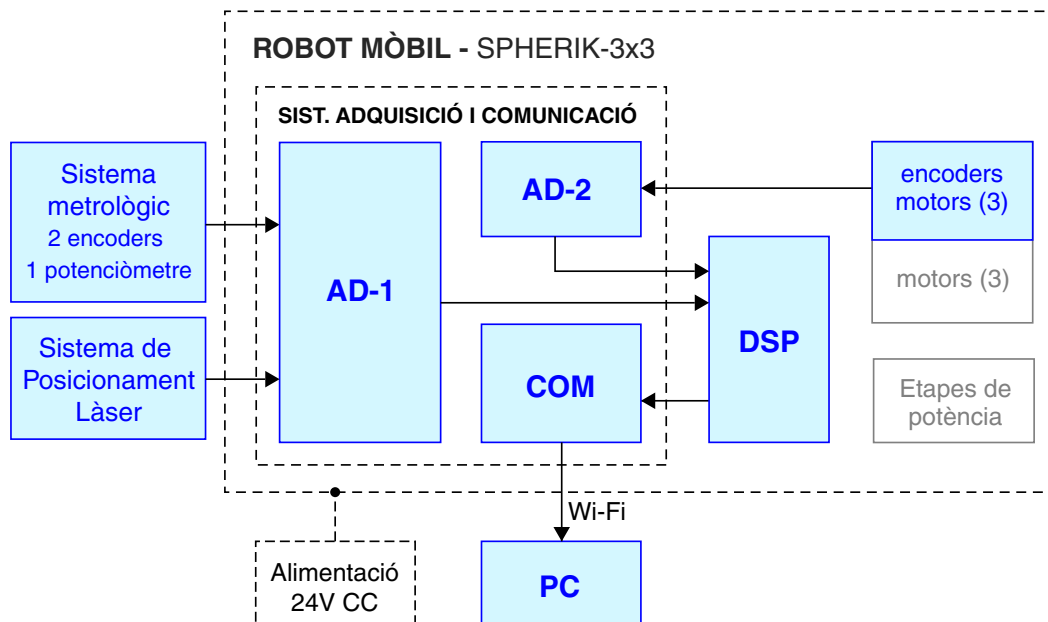 ROBOT MÒBIL - SPHERIK-3x3
SIST. ADQUISICIÓ I COMUNICACIÓ
Sistema
metrològic
2 encoders
1 potenciòmetre
AD-1
AD-2
encoders
motors (3)
motors (3)
Sistema de
Posicionament
Làser
COM
DSP
Etapes de
potència
Wi-Fi
Alimentació
24V CC
PC